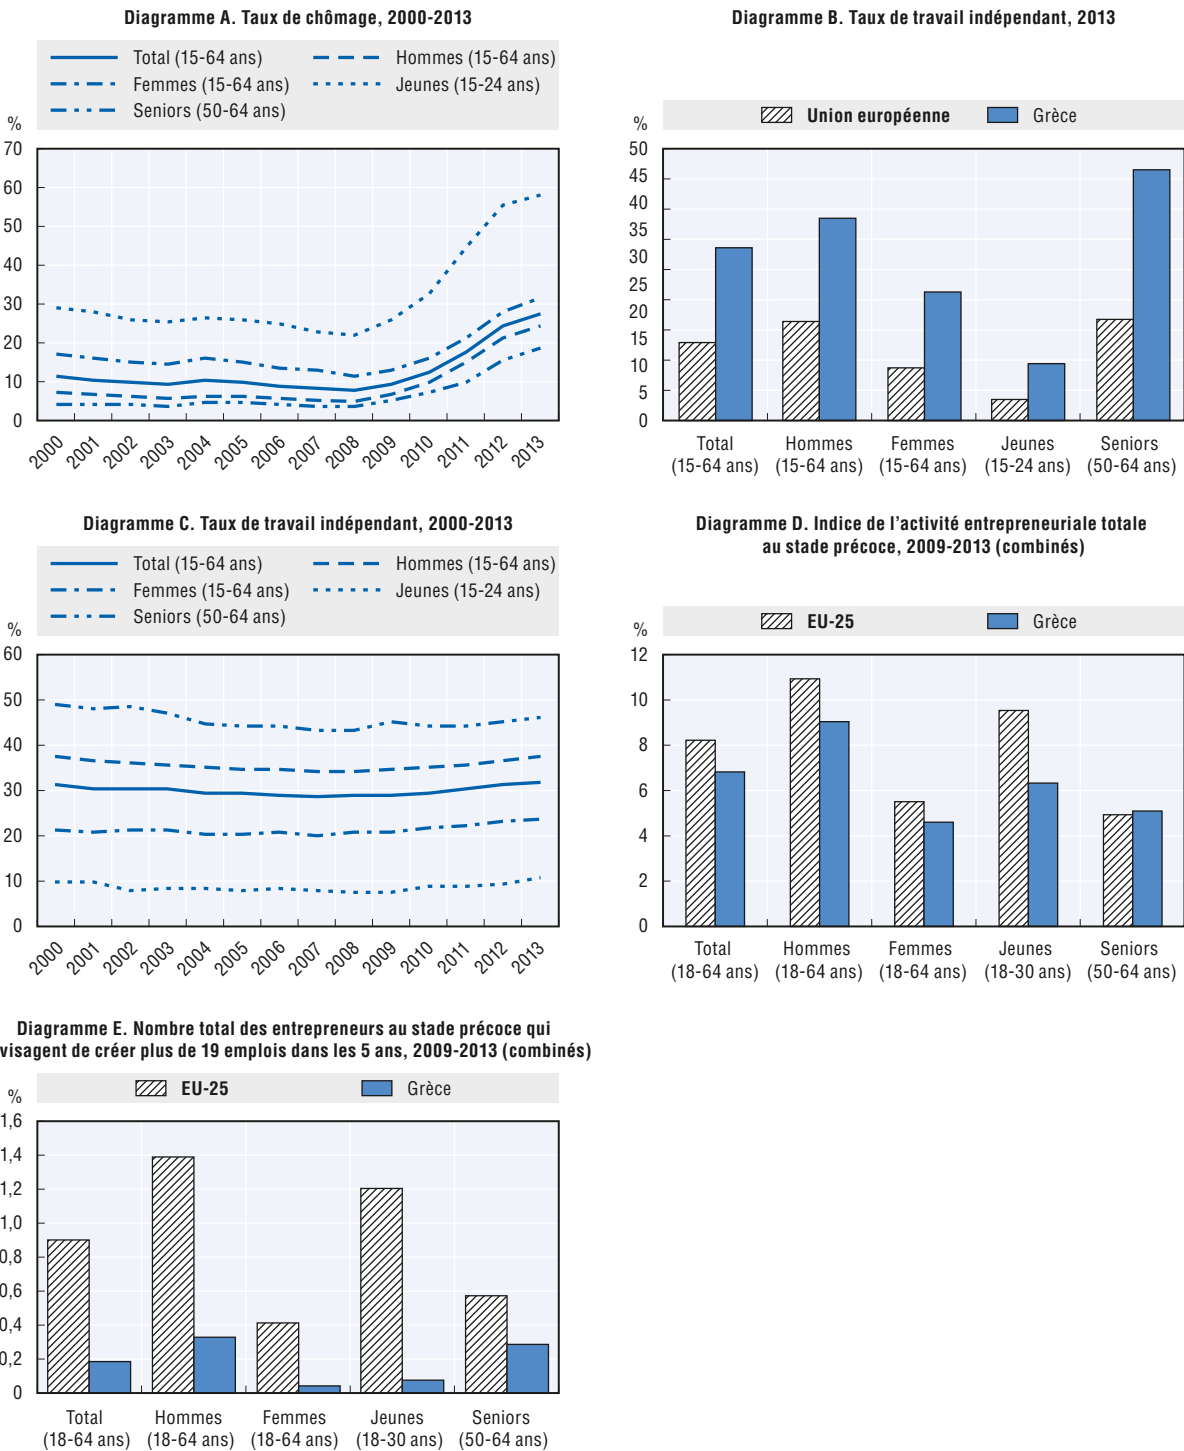 Diagramme A. Taux de chômage, 2000-2013
Total (15-64 ans) Hommes (15-64 ans)
Femmes (15-64 ans) Jeunes (15-24 ans)
Seniors (50-64 ans)
%
70
60
50
40
30
20
10
0
2000 2001 2002 2003 2004 2005 2006 2007 2008 2009 2010 2011 2012 2013
Diagramme B. Taux de travail indépendant, 2013
Union européenne Grèce
%
50
45
40
35
30
25
20
15
10
5
0
Total Hommes Femmes Jeunes Seniors
(15-64 ans) (15-64 ans) (15-64 ans) (15-24 ans) (50-64 ans)
Diagramme C. Taux de travail indépendant, 2000-2013
Total (15-64 ans) Hommes (15-64 ans)
Femmes (15-64 ans) Jeunes (15-24 ans)
Seniors (50-64 ans)
%
60
50
40
30
20
10
0
2000 2001 2002 2003 2004 2005 2006 2007 2008 2009 2010 2011 2012 2013
Diagramme D. Indice de l'activité entrepreneuriale totale
au stade précoce, 2009-2013 (combinés)
EU-25 Grèce
%
12
10
8
6
4
2
0
Total Hommes Femmes Jeunes Seniors
(18-64 ans) (18-64 ans) (18-64 ans) (18-30 ans) (50-64 ans)
Diagramme E. Nombre total des entrepreneurs au stade précoce qui
visagent de créer plus de 19 emplois dans les 5 ans, 2009-2013 (combinés)
EU-25 Grèce
%
1,6
1,4
1,2
1,0
0,8
0,6
0,4
0,2
0
Total Hommes Femmes Jeunes Seniors
(18-64 ans) (18-64 ans) (18-64 ans) (18-30 ans) (50-64 ans)